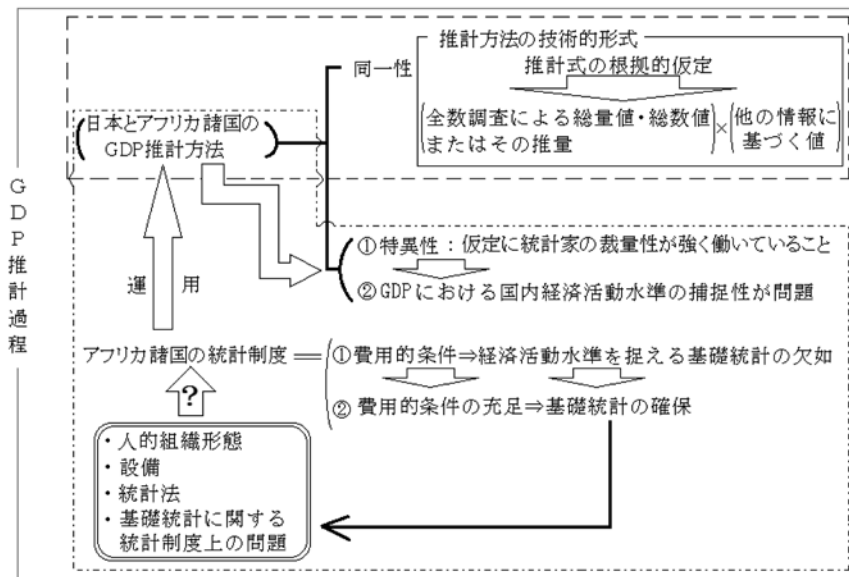 GDP推計過程
推計方法の技術的形式
同一性
推計式の根拠的仮定
日本とアフリカ諸国の
GDP推計方法
全数調査による総量値・総数値
またはその推量
×
他の情報に
基づく値
①特異性：仮定に統計家の裁量性が強く働いていること
②GDPにおける国内経済活動水準の捕捉性が問題
運用
アフリカ諸国の統計制度
①費用的条件⇒経済活動水準を捉える基礎統計の欠如
②費用的条件の充足⇒基礎統計の確保
?
・人的組織形態
・設備
・統計法
・基礎統計に関する
統計制度上の問題